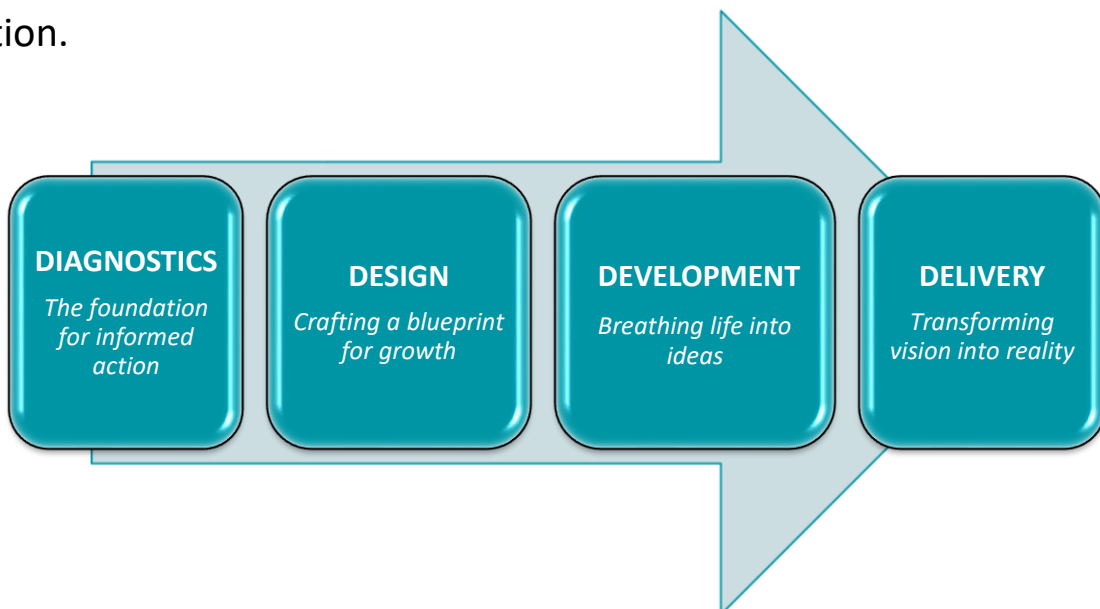 tion.
DIAGNOSTICS
The foundation
for informed
action
DESIGN
Crafting a blueprint
for growth
DEVELOPMENT
Breathing life into
ideas
DELIVERY
Transforming
vision into reality